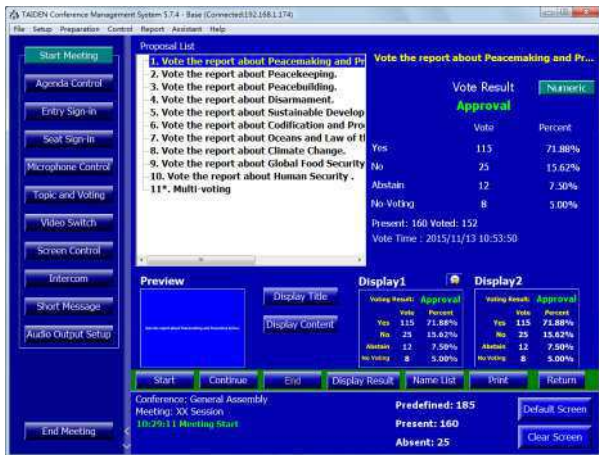 TAIDEN Conference Management System 5.7.4 - Base (Connected:192.168.1.174)
File Setup Preparation Control Report Assistant Help
Start Meeting
Agenda Control
Entry Sign-in
Seat Sign-in
Microphone Control
Topic and Voting
Video Switch
Screen Control
Intercom
Short Message
Audio Output Setup
End Meeting
Proposal List
1. Vote the report about Peacemaking and Pr
2. Vote the report about Peacekeeping.
3. Vote the report about Peacebuilding.
4. Vote the report about Disarmament.
5. Vote the report about Sustainable Develop
6. Vote the report about Codification and Pro
7. Vote the report about Oceans and Law of t
8. Vote the report about Climate Change.
9. Vote the report about Global Food Security
10. Vote the report about Human Security .
11*. Multi-voting
Vote the report about Peacemaking and Pr...
Vote Result Numeric
Approval
Vote Percent
Yes 115 71.88%
No 25 15.62%
Abstain 12 7.50%
No Voting 8 5.00%
Present: 160 Voted: 152
Vote Time : 2015/11/13 10:53:50
Preview
Display Title
Display Content
Display1
Voting Result: Approval
Vote Percent
Yes 115 71.88%
No 25 15.62%
Abstain 12 7.50%
No Voting 8 5.00%
Display2
Voting Result: Approval
Vote Percent
Yes 115 71.88%
No 25 15.62%
Abstain 12 7.50%
No Voting 8 5.00%
Start Continue End Display Result Name List Print Return
Conference: General Assembly
Meeting: XX Session
10:29:11 Meeting Start
Predefined: 185
Present: 160
Absent: 25
Default Screen
Clear Screen